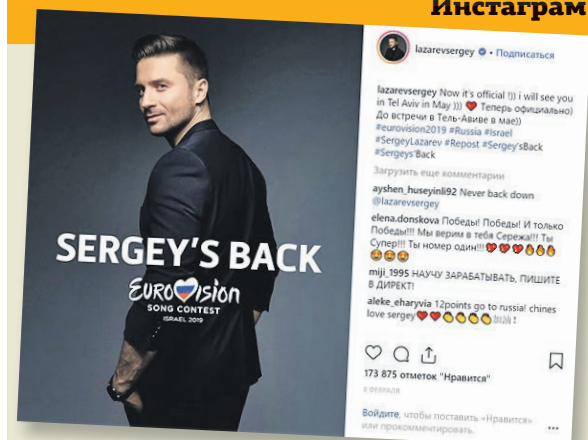 Инстаграм
SERGEY'S BACK
EUROVISION
SONG CONTEST
ISRAEL 2019
lazarevsergey • Подписаться
lazarevsergey Now it's official !)) i will see you
in Tel Aviv in May ))) ❤️ Теперь официально)
До встречи в Тель-Авиве в мае))
#eurovision2019 #Russia #Israel
#SergeyLazarev #Repost #Sergey'sBack
#Sergeys'Back
Загрузить еще комментарии
ayshen_huseyinli92 Never back down
@lazarevsergey
elena.donskova Победы! Победы! И только
Победы!!! Мы верим в тебя Сережа!!! Ты
Супер!!! Ты номер один!!!
miji_1995 НАУЧУ ЗАРАБАТЫВАТЬ, ПИШИТЕ
В ДИРЕКТ!
aleke_eharyvia 12points go to russia! chines
love sergey
173 875 отметок "Нравится"
8 ФЕВРАЛЯ
Войдите, чтобы поставить «Нравится»
или прокомментировать.